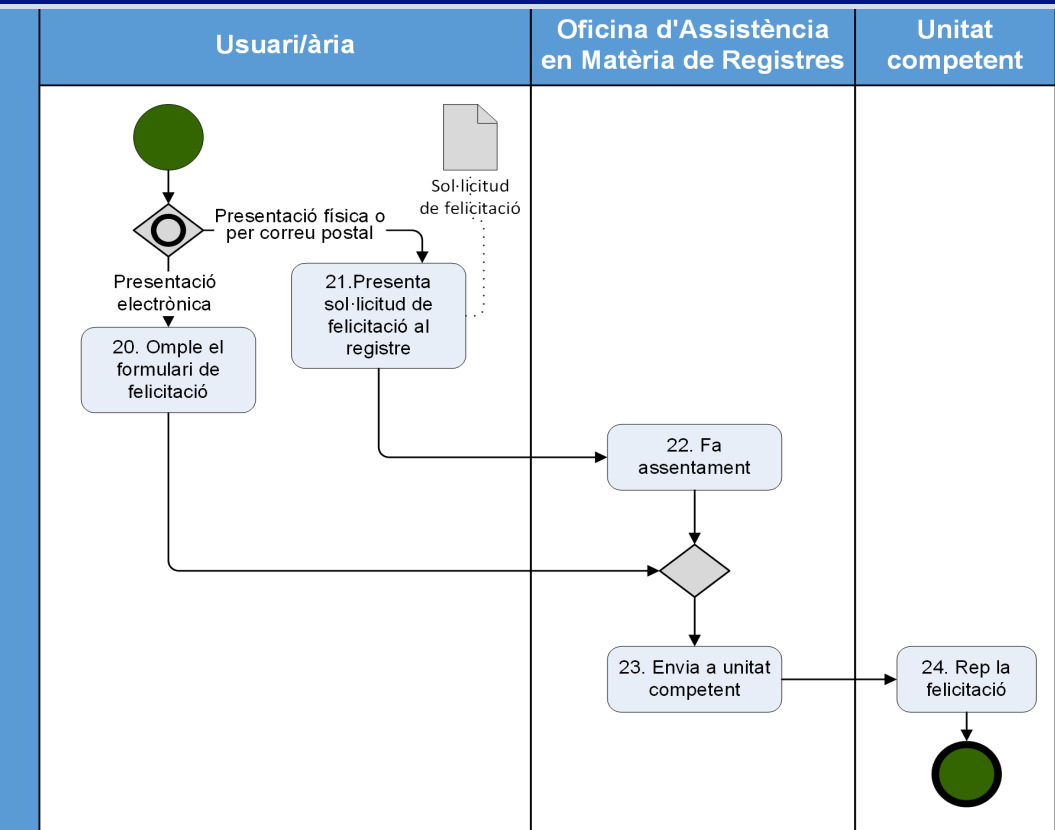 Usuari/ària
Oficina d'Assistència
en Matèria de Registres
Unitat
competent
Sol·licitud
de felicitació
Presentació física o
per correu postal
Presentació
electrònica
21.Presenta
sol·licitud de
felicitació al
registre
20. Omple el
formulari de
felicitació
22. Fa
assentament
23. Envia a unitat
competent
24. Rep la
felicitació